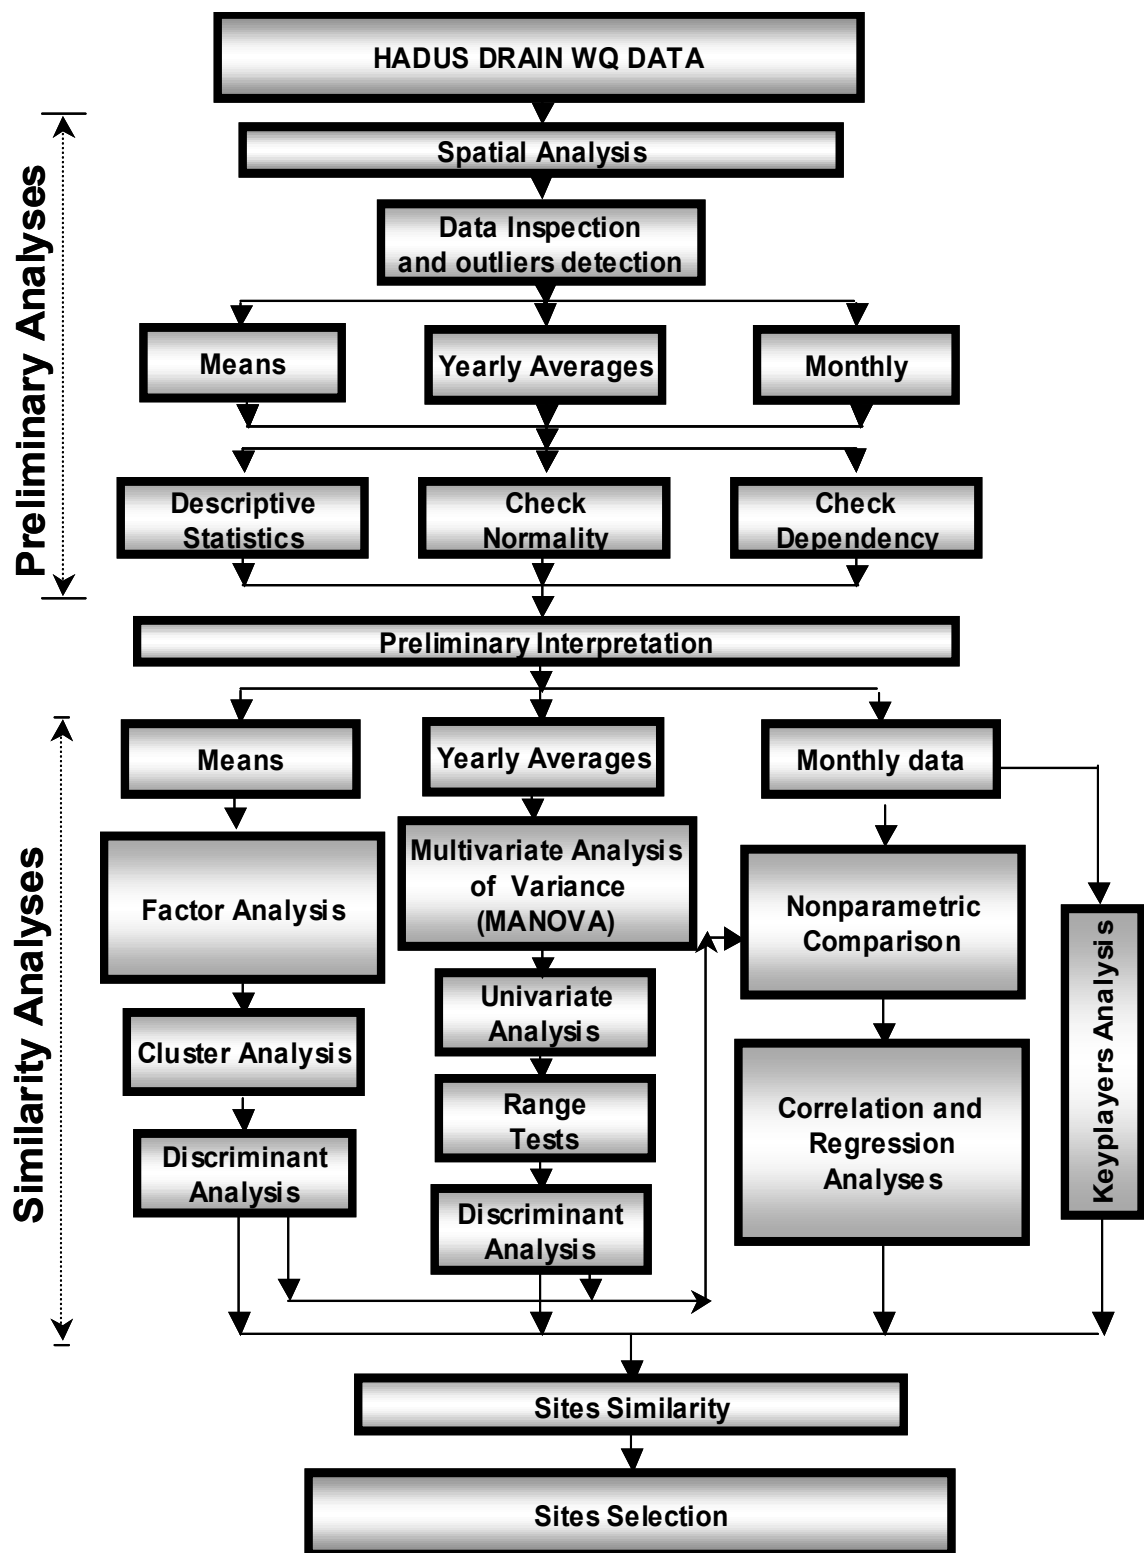 HADUS DRAIN WQ DATA
Preliminary Analyses
Spatial Analysis
Data Inspection
and outliers detection
Means
Yearly Averages
Monthly
Descriptive
Statistics
Check
Normality
Check
Dependency
Preliminary Interpretation
Similarity Analyses
Means
Yearly Averages
Monthly data
Factor Analysis
Multivariate Analysis
of Variance
(MANOVA)
Nonparametric
Comparison
Keyplayers Analysis
Cluster Analysis
Univariate
Analysis
Range
Tests
Correlation and
Regression
Analyses
Discriminant
Analysis
Discriminant
Analysis
Sites Similarity
Sites Selection